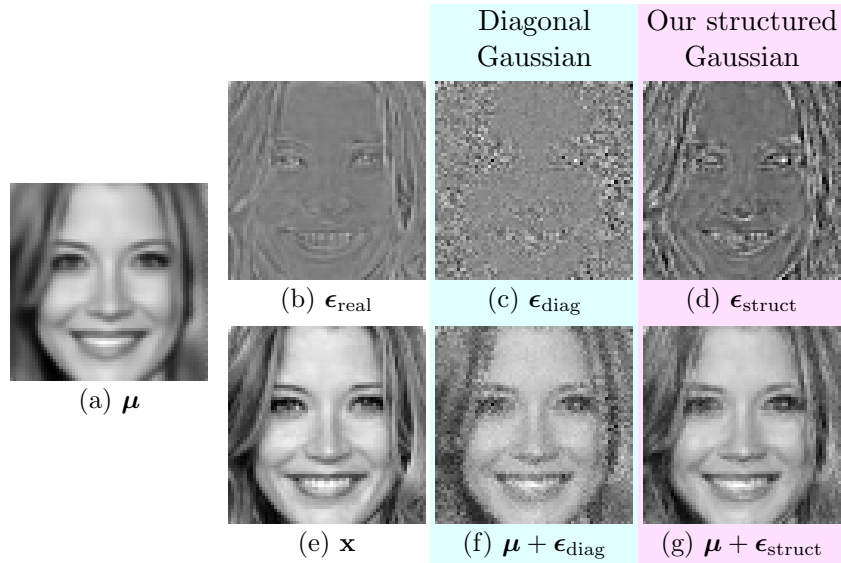 Diagonal
Gaussian
Our structured
Gaussian
(b) ϵ_real
(c) ϵ_diag
(d) ϵ_struct
(a) μ
(e) x
(f) μ + ϵ_diag
(g) μ + ϵ_struct